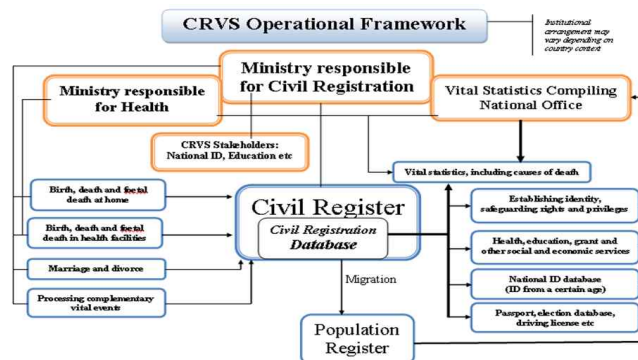 CRVS Operational Framework
Institutional
arrangement may
vary depending on
country context
Ministry responsible
for Civil Registration
Ministry responsible
for Health
Vital Statistics Compiling
National Office
CRVS Stakeholders:
National ID, Education etc
Vital statistics, including causes of death
Birth, death and foetal
death at home
Birth, death and foetal
death in health facilities
Marriage and divorce
Processing complementary
vital events
Civil Register
Civil Registration
Database
Establishing identity,
safeguarding rights and privileges
Health, education, grant and
other social and economic services
National ID database
(ID from a certain age)
Passport, election database,
driving license etc
Migration
Population
Register